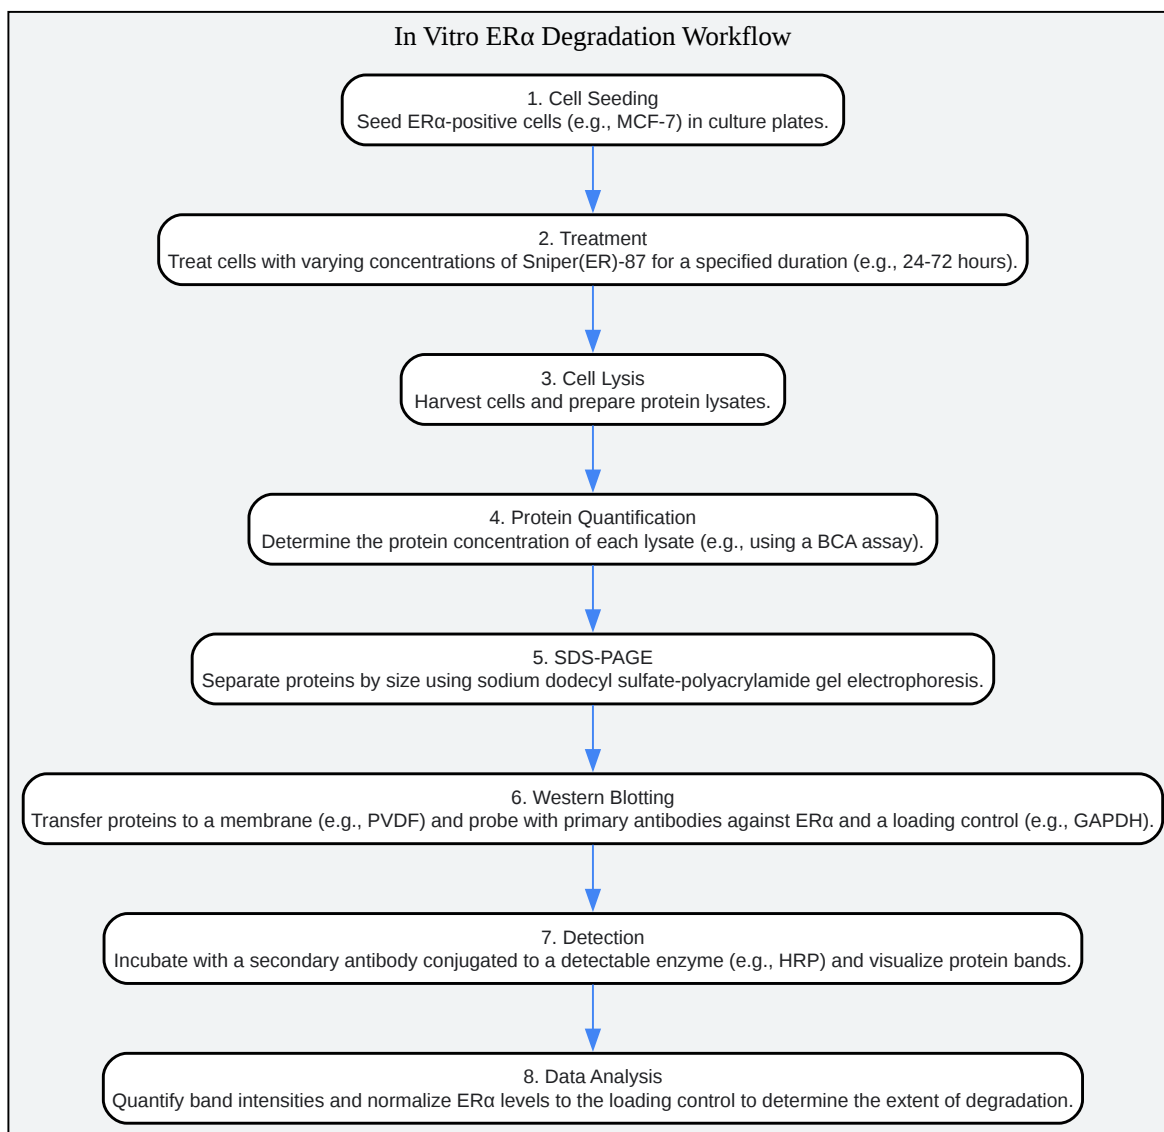 In Vitro ERα Degradation Workflow
1. Cell Seeding
Seed ERα-positive cells (e.g., MCF-7) in culture plates.
2. Treatment
Treat cells with varying concentrations of Sniper(ER)-87 for a specified duration (e.g., 24-72 hours).
3. Cell Lysis
Harvest cells and prepare protein lysates.
4. Protein Quantification
Determine the protein concentration of each lysate (e.g., using a BCA assay).
5. SDS-PAGE
Separate proteins by size using sodium dodecyl sulfate-polyacrylamide gel electrophoresis.
6. Western Blotting
Transfer proteins to a membrane (e.g., PVDF) and probe with primary antibodies against ERα and a loading control (e.g., GAPDH).
7. Detection
Incubate with a secondary antibody conjugated to a detectable enzyme (e.g., HRP) and visualize protein bands.
8. Data Analysis
Quantify band intensities and normalize ERα levels to the loading control to determine the extent of degradation.